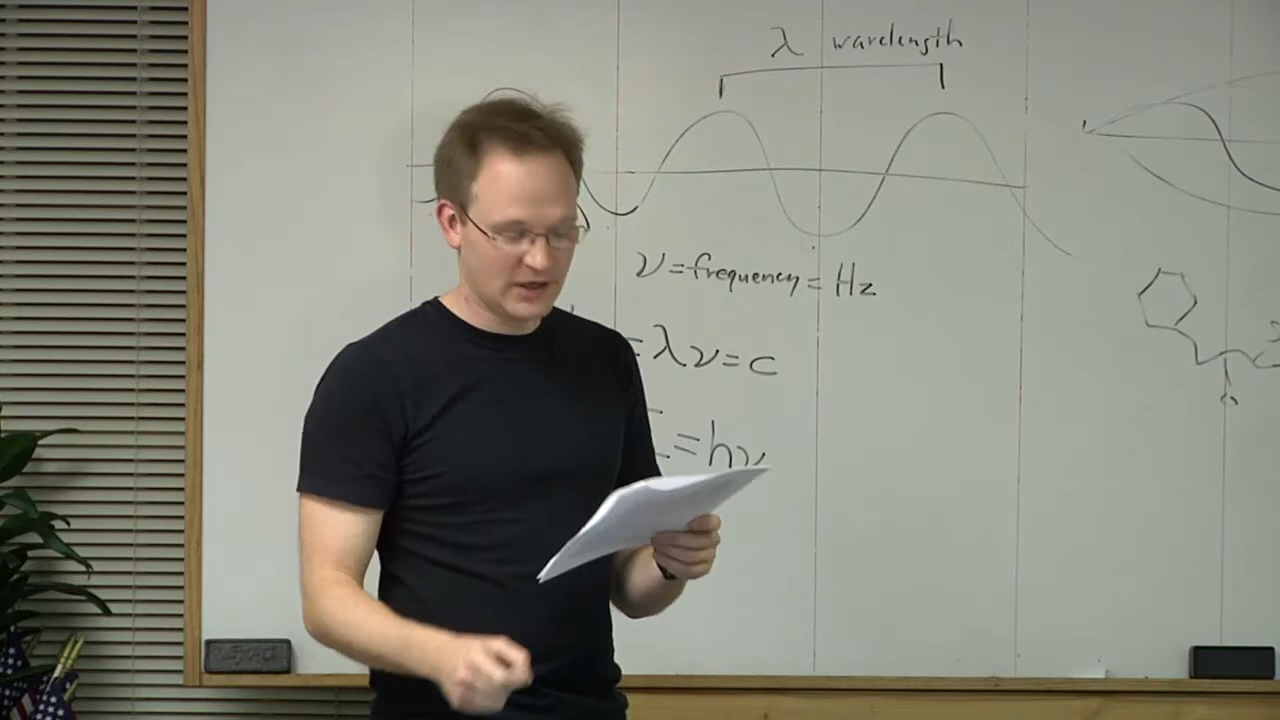 λ wavelength
ν = frequency = Hz
= λν = c
= hν